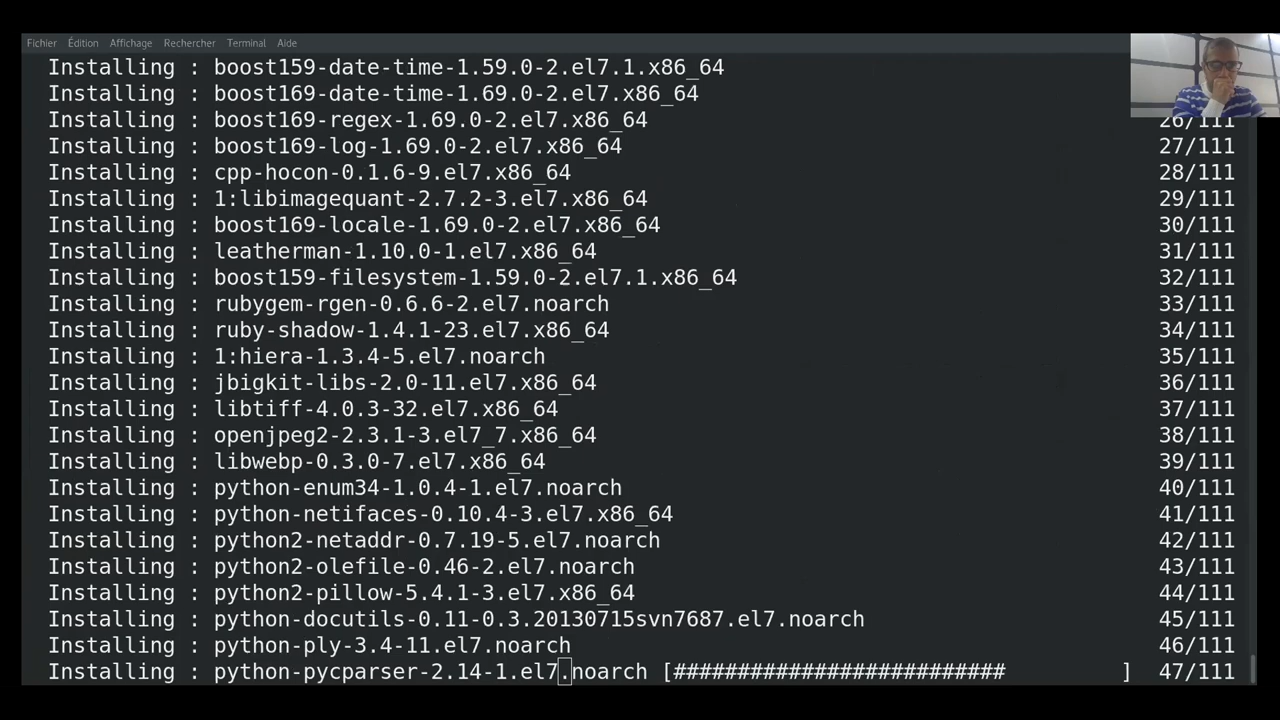 Fichier Édition Affichage Rechercher Terminal Aide
Installing : boost159-date-time-1.59.0-2.el7.1.x86_64
Installing : boost169-date-time-1.69.0-2.el7.x86_64
Installing : boost169-regex-1.69.0-2.el7.x86_64 26/111
Installing : boost169-log-1.69.0-2.el7.x86_64 27/111
Installing : cpp-hocon-0.1.6-9.el7.x86_64 28/111
Installing : 1:libimagequant-2.7.2-3.el7.x86_64 29/111
Installing : boost169-locale-1.69.0-2.el7.x86_64 30/111
Installing : leatherman-1.10.0-1.el7.x86_64 31/111
Installing : boost159-filesystem-1.59.0-2.el7.1.x86_64 32/111
Installing : rubygem-rgen-0.6.6-2.el7.noarch 33/111
Installing : ruby-shadow-1.4.1-23.el7.x86_64 34/111
Installing : 1:hiera-1.3.4-5.el7.noarch 35/111
Installing : jbigkit-libs-2.0-11.el7.x86_64 36/111
Installing : libtiff-4.0.3-32.el7.x86_64 37/111
Installing : openjpeg2-2.3.1-3.el7_7.x86_64 38/111
Installing : libwebp-0.3.0-7.el7.x86_64 39/111
Installing : python-enum34-1.0.4-1.el7.noarch 40/111
Installing : python-netifaces-0.10.4-3.el7.x86_64 41/111
Installing : python2-netaddr-0.7.19-5.el7.noarch 42/111
Installing : python2-olefile-0.46-2.el7.noarch 43/111
Installing : python2-pillow-5.4.1-3.el7.x86_64 44/111
Installing : python-docutils-0.11-0.3.20130715svn7687.el7.noarch 45/111
Installing : python-ply-3.4-11.el7.noarch 46/111
Installing : python-pycparser-2.14-1.el7.noarch [########################## ] 47/111